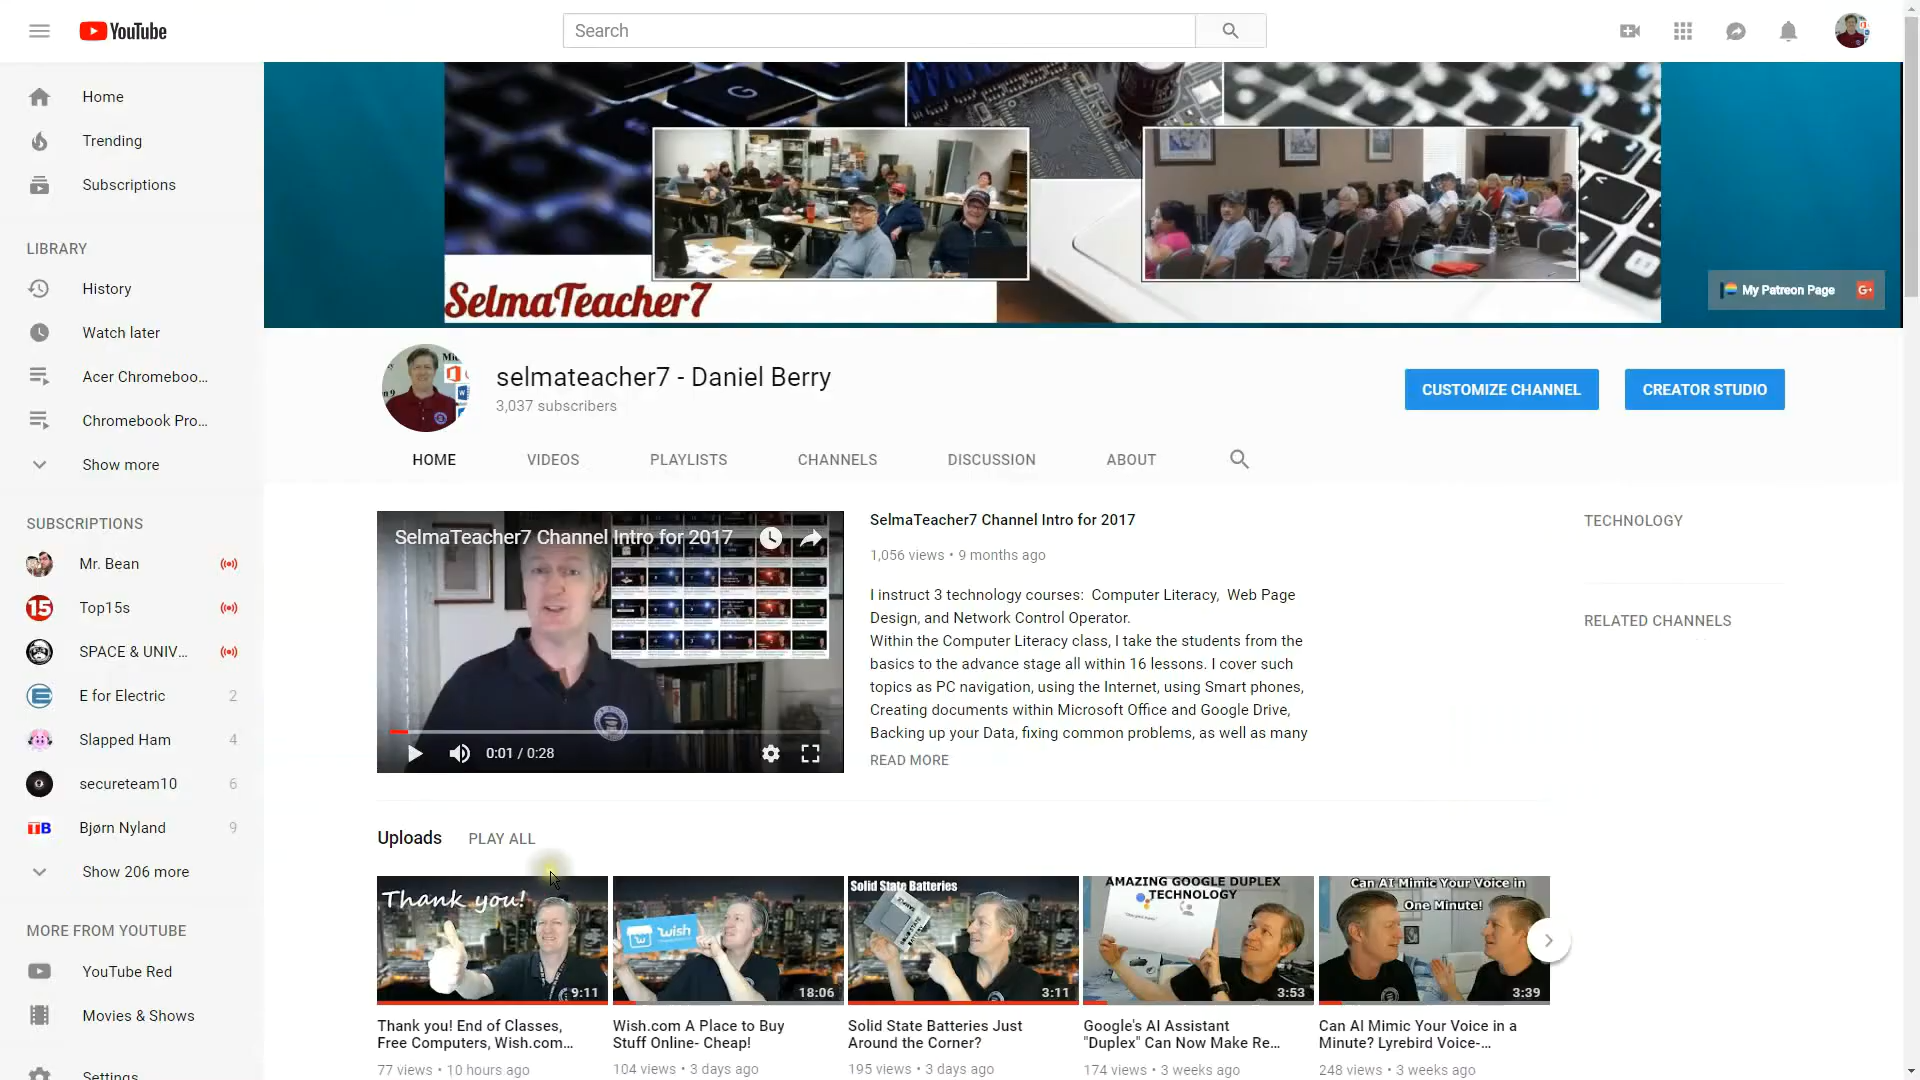 YouTube
Search
Home
Trending
Subscriptions
LIBRARY
History
Watch later
Acer Chromeboo...
Chromebook Pro...
Show more
SUBSCRIPTIONS
Mr. Bean
15
Top15s
SPACE & UNIV...
E for Electric 2
Slapped Ham 4
secureteam10 6
TB
Bjørn Nyland 9
Show 206 more
MORE FROM YOUTUBE
YouTube Red
Movies & Shows
Settings
G
SelmaTeacher7
My Patreon Page G+
selmateacher7 - Daniel Berry
3,037 subscribers
CUSTOMIZE CHANNEL
CREATOR STUDIO
HOME VIDEOS PLAYLISTS CHANNELS DISCUSSION ABOUT
SelmaTeacher7 Channel Intro for 2017
0:01 / 0:28
SelmaTeacher7 Channel Intro for 2017
1,056 views • 9 months ago
I instruct 3 technology courses: Computer Literacy, Web Page
Design, and Network Control Operator.
Within the Computer Literacy class, I take the students from the
basics to the advance stage all within 16 lessons. I cover such
topics as PC navigation, using the Internet, using Smart phones,
Creating documents within Microsoft Office and Google Drive,
Backing up your Data, fixing common problems, as well as many
READ MORE
TECHNOLOGY
RELATED CHANNELS
Uploads PLAY ALL
Thank you!
9:11
Thank you! End of Classes,
Free Computers, Wish.com...
77 views • 10 hours ago
wish
18:06
Wish.com A Place to Buy
Stuff Online- Cheap!
104 views • 3 days ago
Solid State Batteries
3:11
Solid State Batteries Just
Around the Corner?
195 views • 3 days ago
AMAZING GOOGLE DUPLEX
TECHNOLOGY
3:53
Google's AI Assistant
"Duplex" Can Now Make Re...
174 views • 3 weeks ago
Can AI Mimic Your Voice in
One Minute!
3:39
Can AI Mimic Your Voice in a
Minute? Lyrebird Voice-...
248 views • 3 weeks ago